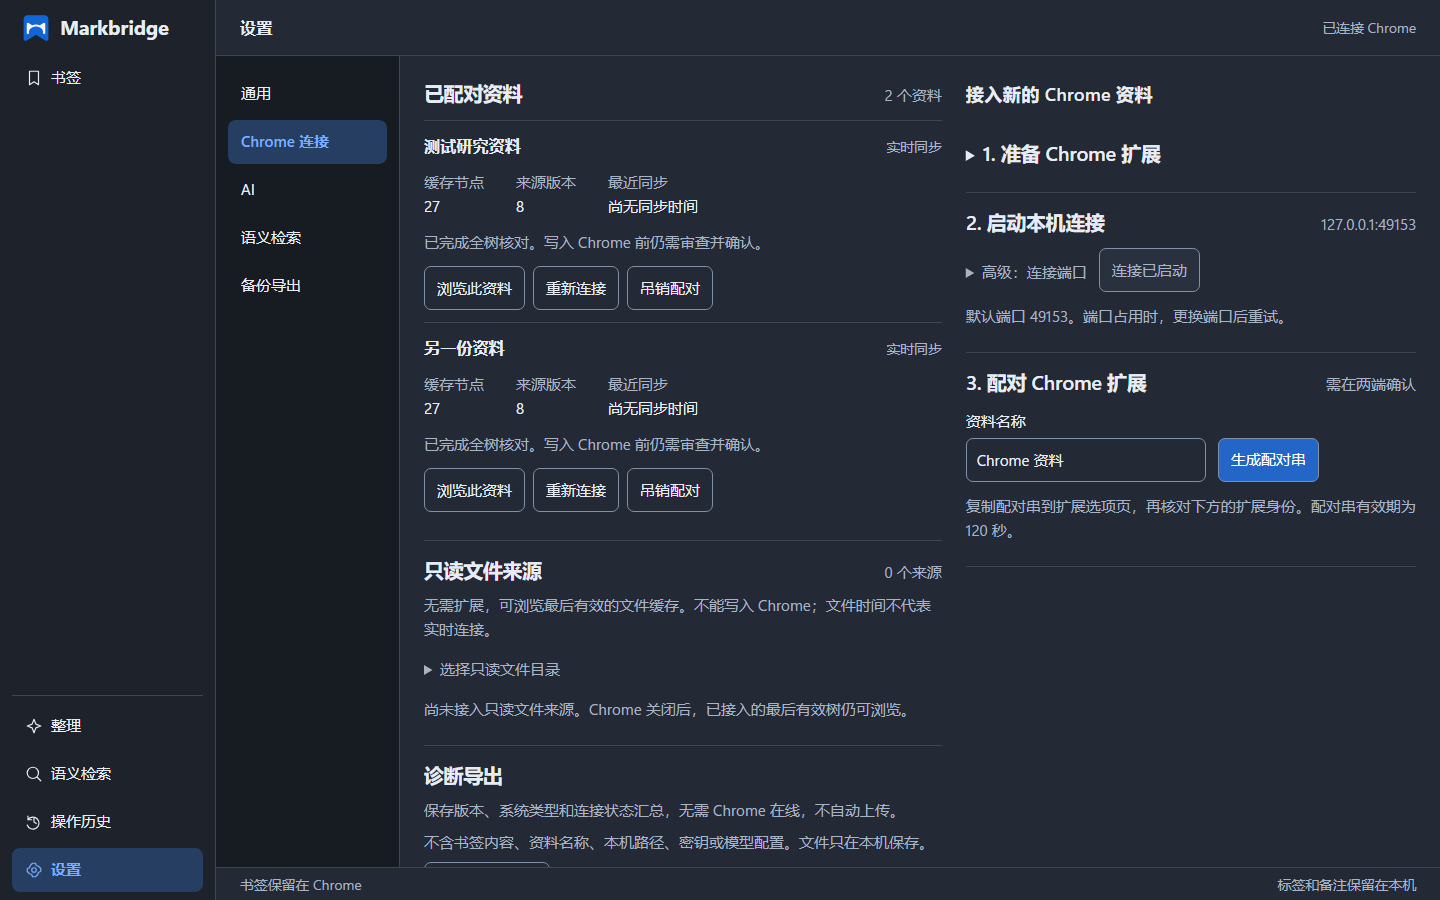 Markbridge
书签
整理
语义检索
操作历史
设置
设置
已连接 Chrome
通用
Chrome 连接
AI
语义检索
备份导出
已配对资料
2 个资料
测试研究资料
实时同步
缓存节点 来源版本 最近同步
27 8 尚无同步时间
已完成全树核对。写入 Chrome 前仍需审查并确认。
浏览此资料 重新连接 吊销配对
另一份资料
实时同步
缓存节点 来源版本 最近同步
27 8 尚无同步时间
已完成全树核对。写入 Chrome 前仍需审查并确认。
浏览此资料 重新连接 吊销配对
只读文件来源
0 个来源
无需扩展，可浏览最后有效的文件缓存。不能写入 Chrome；文件时间不代表
实时连接。
选择只读文件目录
尚未接入只读文件来源。Chrome 关闭后，已接入的最后有效树仍可浏览。
诊断导出
保存版本、系统类型和连接状态汇总，无需 Chrome 在线，不自动上传。
不含书签内容、资料名称、本机路径、密钥或模型配置。文件只在本机保存。
接入新的 Chrome 资料
1. 准备 Chrome 扩展
2. 启动本机连接
127.0.0.1:49153
高级：连接端口
连接已启动
默认端口 49153。端口占用时，更换端口后重试。
3. 配对 Chrome 扩展
需在两端确认
资料名称
Chrome 资料
生成配对串
复制配对串到扩展选项页，再核对下方的扩展身份。配对串有效期为
120 秒。
书签保留在 Chrome
标签和备注保留在本机